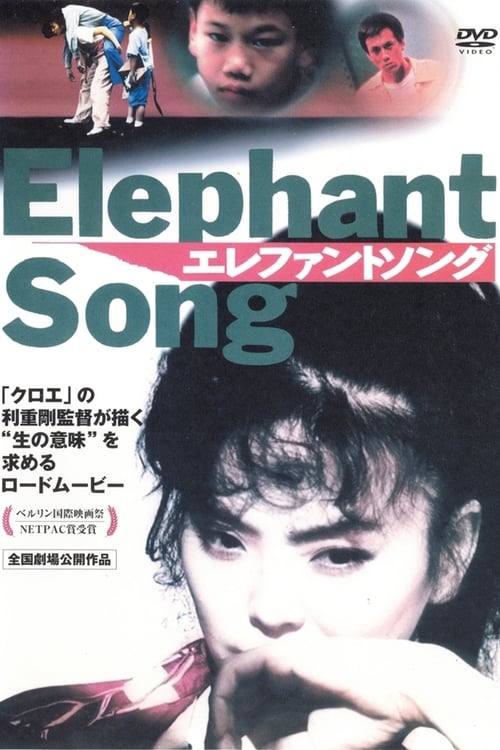 DVD
VIDEO
Elephant
エレファントソング
Song
「クロエ」の
利重剛監督が描く
“生の意味”を
求める
ロードムービー
ベルリン国際映画祭
NETPAC賞受賞
全国劇場公開作品